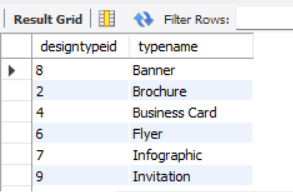 Result Grid Filter Rows:
designtypeid typename
8 Banner
2 Brochure
4 Business Card
6 Flyer
7 Infographic
9 Invitation